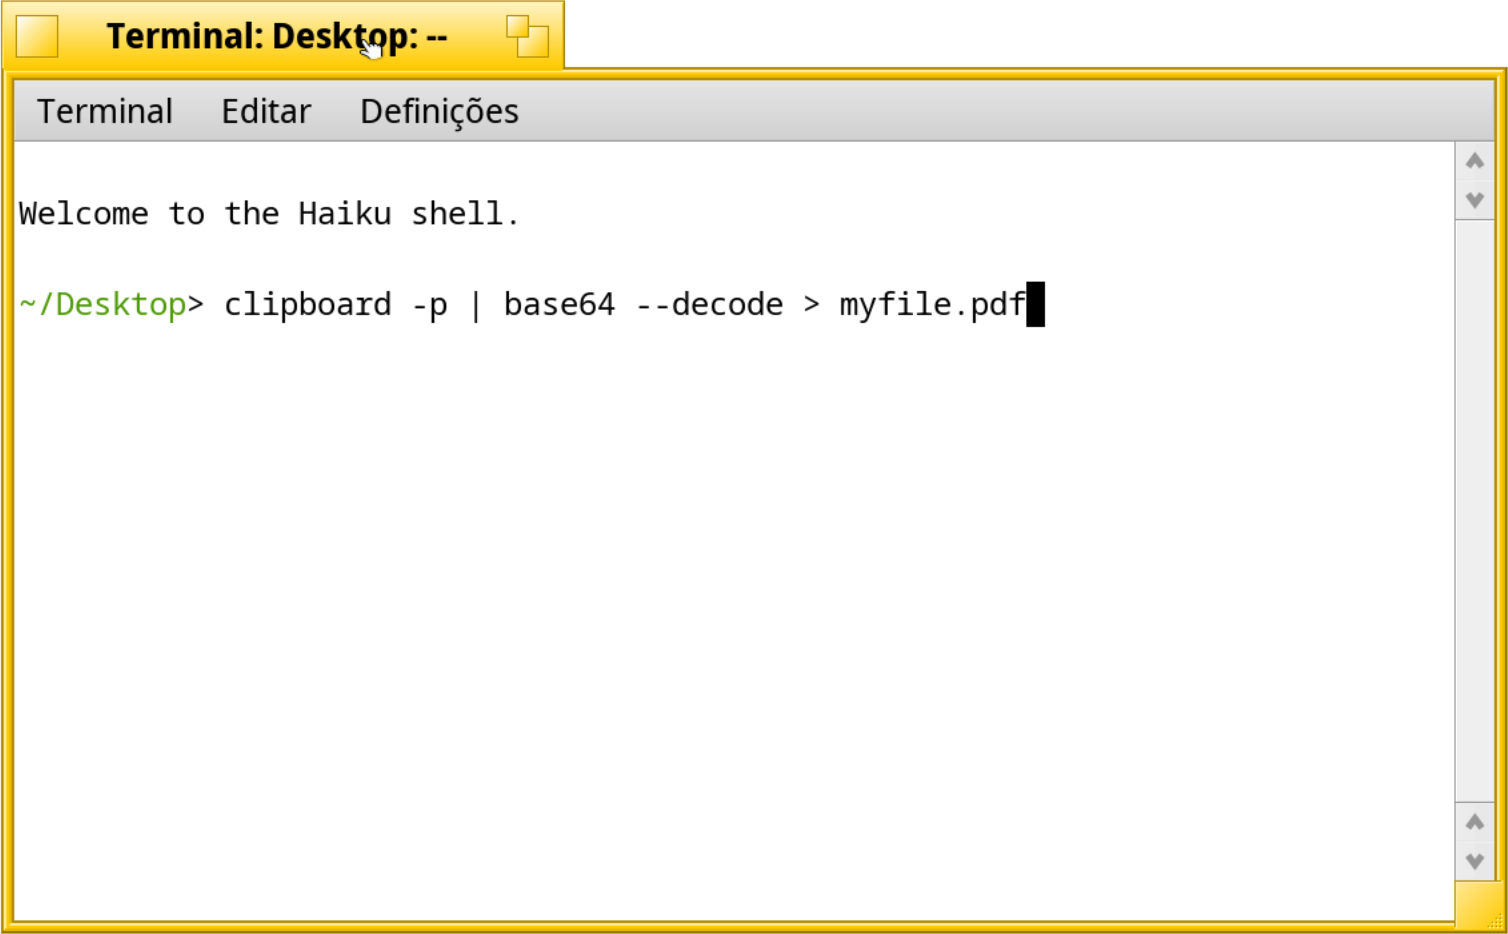 Terminal: Desktop: --
Terminal Editar Definições
Welcome to the Haiku shell.
~/Desktop> clipboard -p | base64 --decode > myfile.pdf